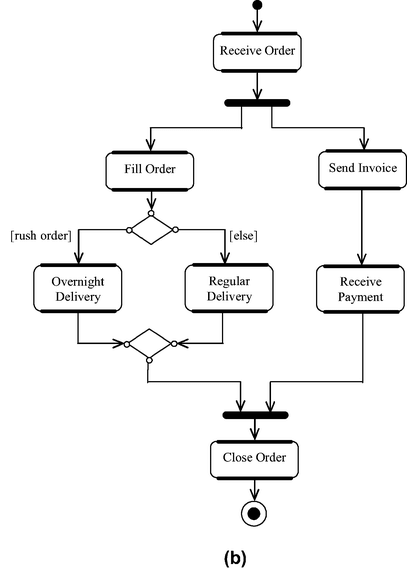 Receive Order
Fill Order
Send Invoice
[rush order]
[else]
Overnight
Delivery
Regular
Delivery
Receive
Payment
Close Order
(b)